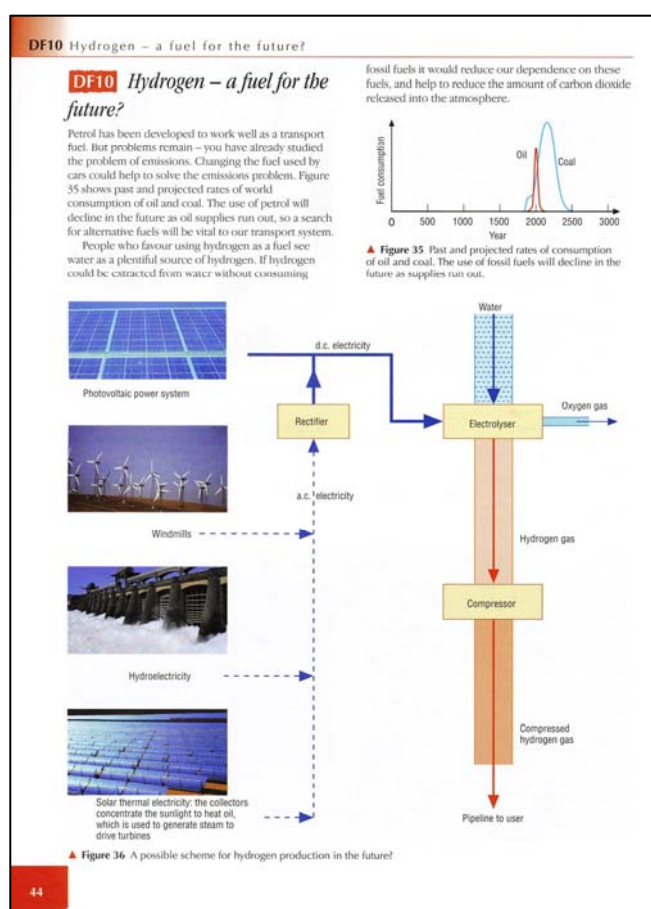 DF10 Hydrogen – a fuel for the future?
DF10 Hydrogen – a fuel for the
future?
Petrol has been developed to work well as a transport
fuel. But problems remain – you have already studied
the problem of emissions. Changing the fuel used by
cars could help to solve the emissions problem. Figure
35 shows past and projected rates of world
consumption of oil and coal. The use of petrol will
decline in the future as oil supplies run out, so a search
for alternative fuels will be vital to our transport system.
People who favour using hydrogen as a fuel see
water as a plentiful source of hydrogen. If hydrogen
could be extracted from water without consuming
fossil fuels it would reduce our dependence on these
fuels, and help to reduce the amount of carbon dioxide
released into the atmosphere.
Fuel consumption
Oil
Coal
0 500 1000 1500 2000 2500 3000
Year
▲ Figure 35 Past and projected rates of consumption
of oil and coal. The use of fossil fuels will decline in the
future as supplies run out.
Water
d.c. electricity
Photovoltaic power system
Rectifier
Electrolyser
Oxygen gas
a.c. electricity
Windmills
Hydrogen gas
Compressor
Hydroelectricity
Compressed
hydrogen gas
Solar thermal electricity: the collectors
concentrate the sunlight to heat oil,
which is used to generate steam to
drive turbines
Pipeline to user
▲ Figure 36 A possible scheme for hydrogen production in the future?
44